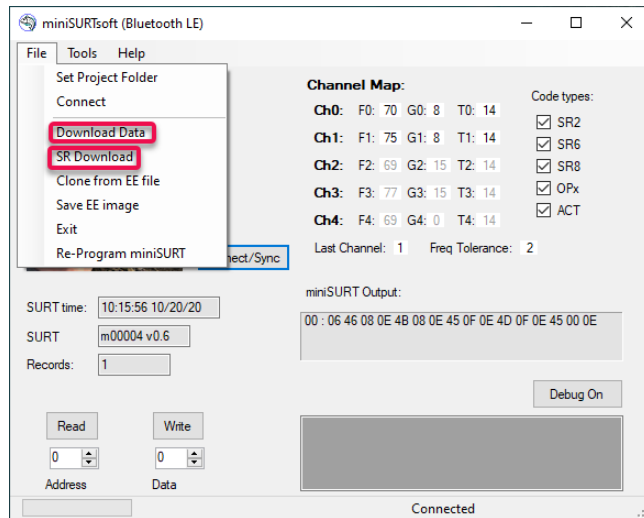 miniSURTsoft (Bluetooth LE)
File Tools Help
Set Project Folder
Connect
Download Data
SR Download
Clone from EE file
Save EE image
Exit
Re-Program miniSURT
nect/Sync
Channel Map:
Code types:
Ch0: F0: 70 G0: 8 T0: 14
Ch1: F1: 75 G1: 8 T1: 14
Ch2: F2: 69 G2: 15 T2: 14
Ch3: F3: 77 G3: 15 T3: 14
Ch4: F4: 69 G4: 0 T4: 14
SR2
SR6
SR8
OPx
ACT
Last Channel: 1 Freq Tolerance: 2
miniSURT Output:
00 : 06 46 08 0E 4B 08 0E 45 0F 0E 4D 0F 0E 45 00 0E
SURT time: 10:15:56 10/20/20
SURT m00004 v0.6
Records: 1
Debug On
Read Write
0 0
Address Data
Connected